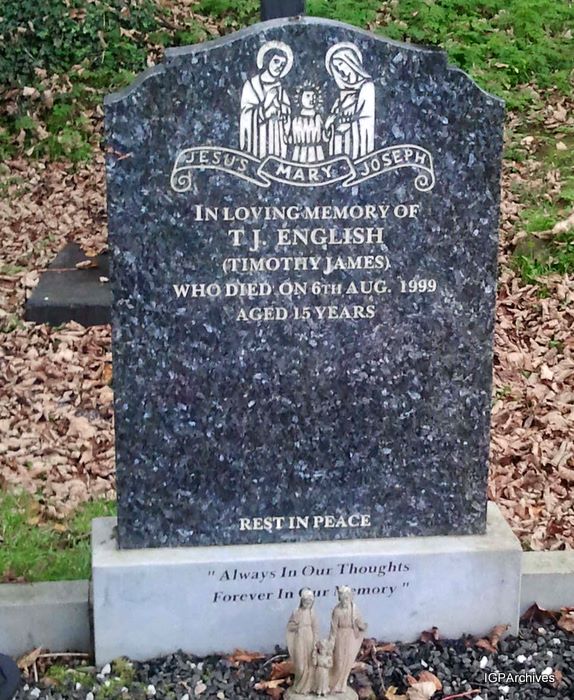 JESUS MARY JOSEPH
IN LOVING MEMORY OF
T.J. ENGLISH
(TIMOTHY JAMES)
WHO DIED ON 6TH AUG. 1999
AGED 15 YEARS
REST IN PEACE
"Always In Our Thoughts
Forever In Our Memory"
IGPArchives